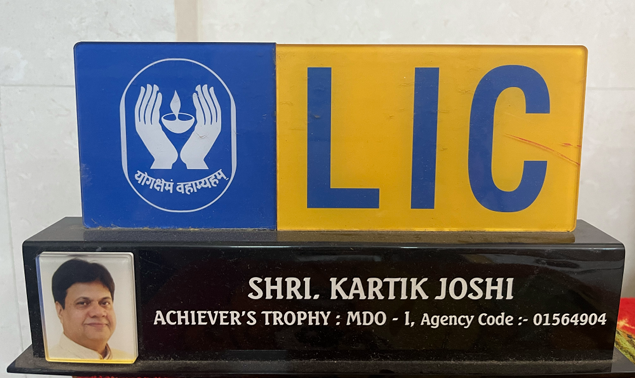 योगक्षेमं वहाम्यहम्
LIC
SHRI. KARTIK JOSHI
ACHIEVER'S TROPHY : MDO - I, Agency Code :- 01564904